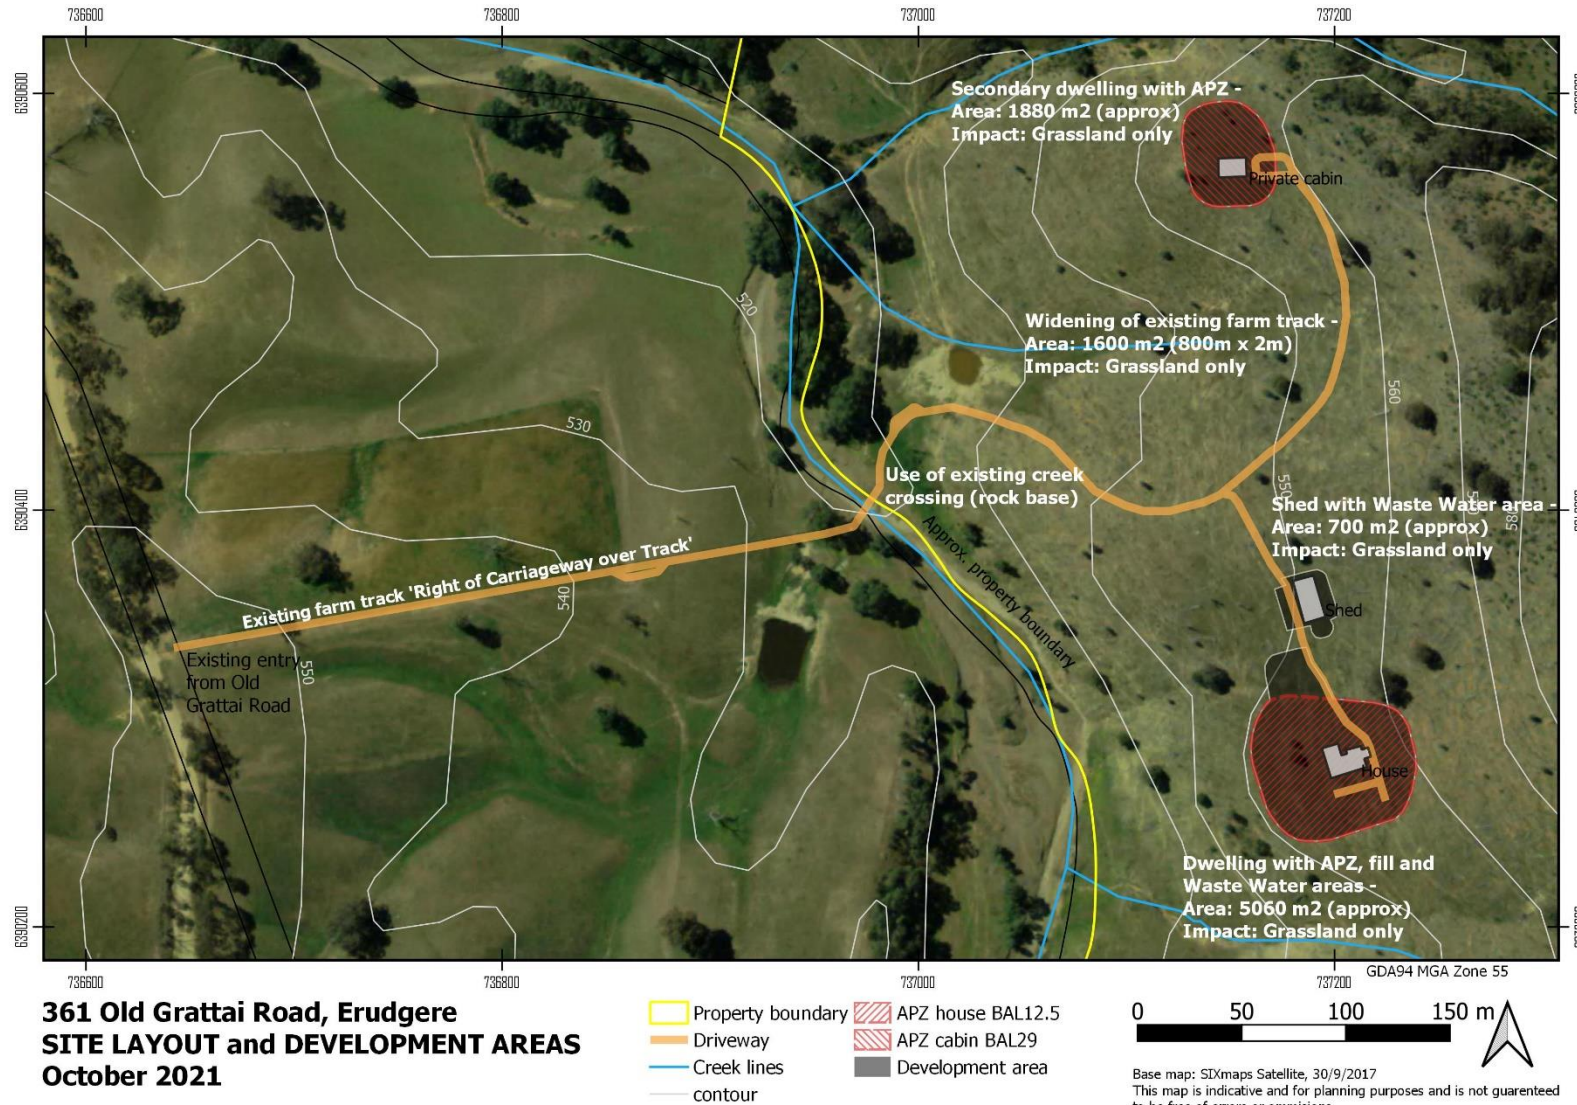 736600
736800
737000
737200
6390600
6390400
6390200
Secondary dwelling with APZ -
Area: 1880 m2 (approx)
Impact: Grassland only
Private cabin
520
Widening of existing farm track -
Area: 1600 m2 (800m x 2m)
Impact: Grassland only
560
530
Use of existing creek
crossing (rock base)
550
Shed with Waste Water area -
Area: 700 m2 (approx)
Impact: Grassland only
580
Approx. property boundary
Existing farm track 'Right of Carriageway over Track'
540
Shed
Existing entry
from Old
Grattai Road
550
House
Dwelling with APZ, fill and
Waste Water areas -
Area: 5060 m2 (approx)
Impact: Grassland only
736600
736800
737000
737200
GDA94 MGA Zone 55
361 Old Grattai Road, Erudgere
SITE LAYOUT and DEVELOPMENT AREAS
October 2021
Property boundary
Driveway
Creek lines
contour
APZ house BAL12.5
APZ cabin BAL29
Development area
0 50 100 150 m
Base map: SIXmaps Satellite, 30/9/2017
This map is indicative and for planning purposes and is not guarenteed